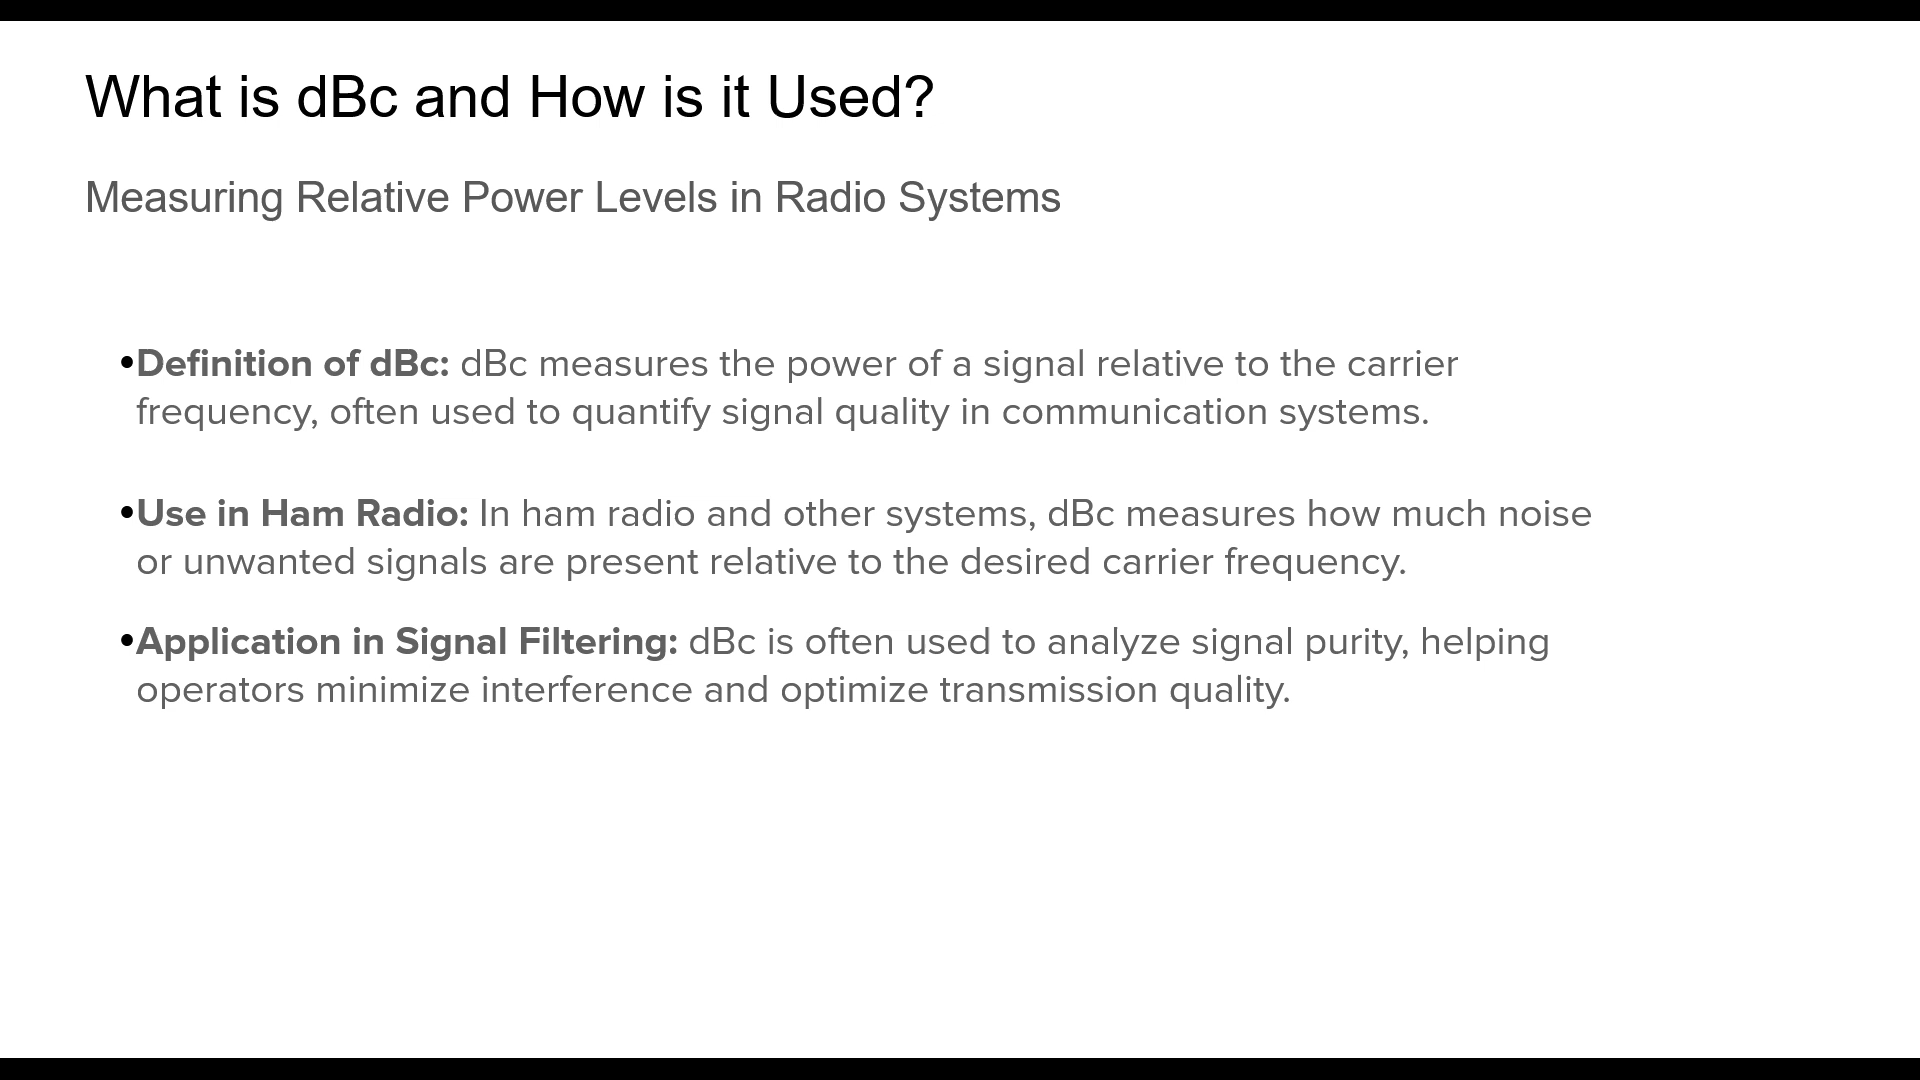 What is dBc and How is it Used?
Measuring Relative Power Levels in Radio Systems
•Definition of dBc: dBc measures the power of a signal relative to the carrier
frequency, often used to quantify signal quality in communication systems.
•Use in Ham Radio: In ham radio and other systems, dBc measures how much noise
or unwanted signals are present relative to the desired carrier frequency.
•Application in Signal Filtering: dBc is often used to analyze signal purity, helping
operators minimize interference and optimize transmission quality.